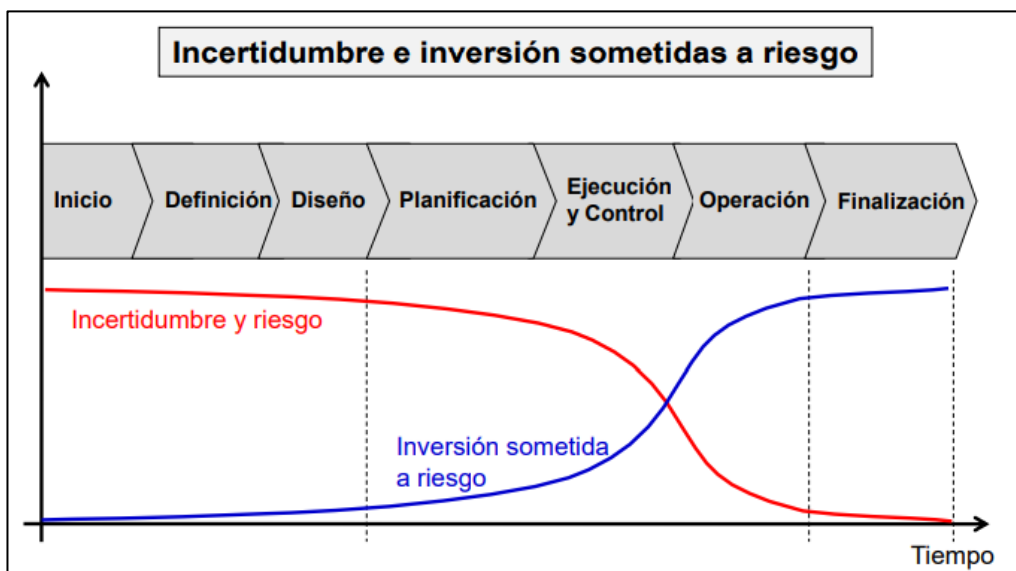 Incertidumbre e inversión sometidas a riesgo
Inicio
Definición
Diseño
Planificación
Ejecución
y Control
Operación
Finalización
Incertidumbre y riesgo
Inversión sometida
a riesgo
Tiempo